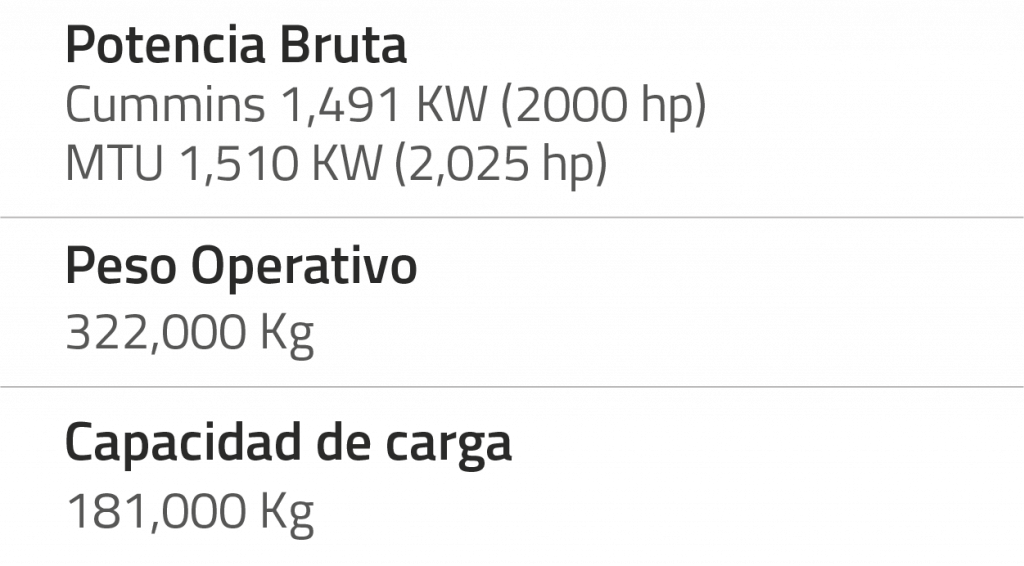 Potencia Bruta
Cummins 1,491 KW (2000 hp)
MTU 1,510 KW (2,025 hp)
Peso Operativo
322,000 Kg
Capacidad de carga
181,000 Kg